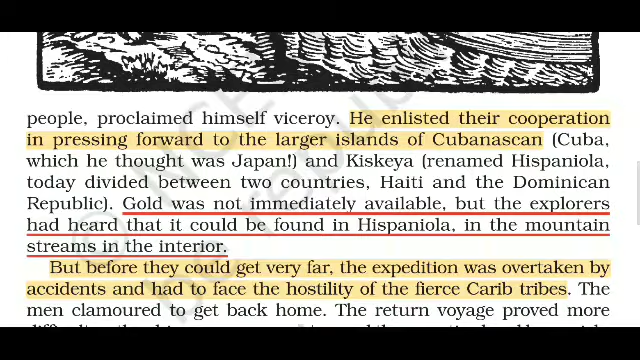 people, proclaimed himself viceroy. He enlisted their cooperation
in pressing forward to the larger islands of Cubanascan (Cuba,
which he thought was Japan!) and Kiskeya (renamed Hispaniola,
today divided between two countries, Haiti and the Dominican
Republic). Gold was not immediately available, but the explorers
had heard that it could be found in Hispaniola, in the mountain
streams in the interior.
But before they could get very far, the expedition was overtaken by
accidents and had to face the hostility of the fierce Carib tribes. The
men clamoured to get back home. The return voyage proved more